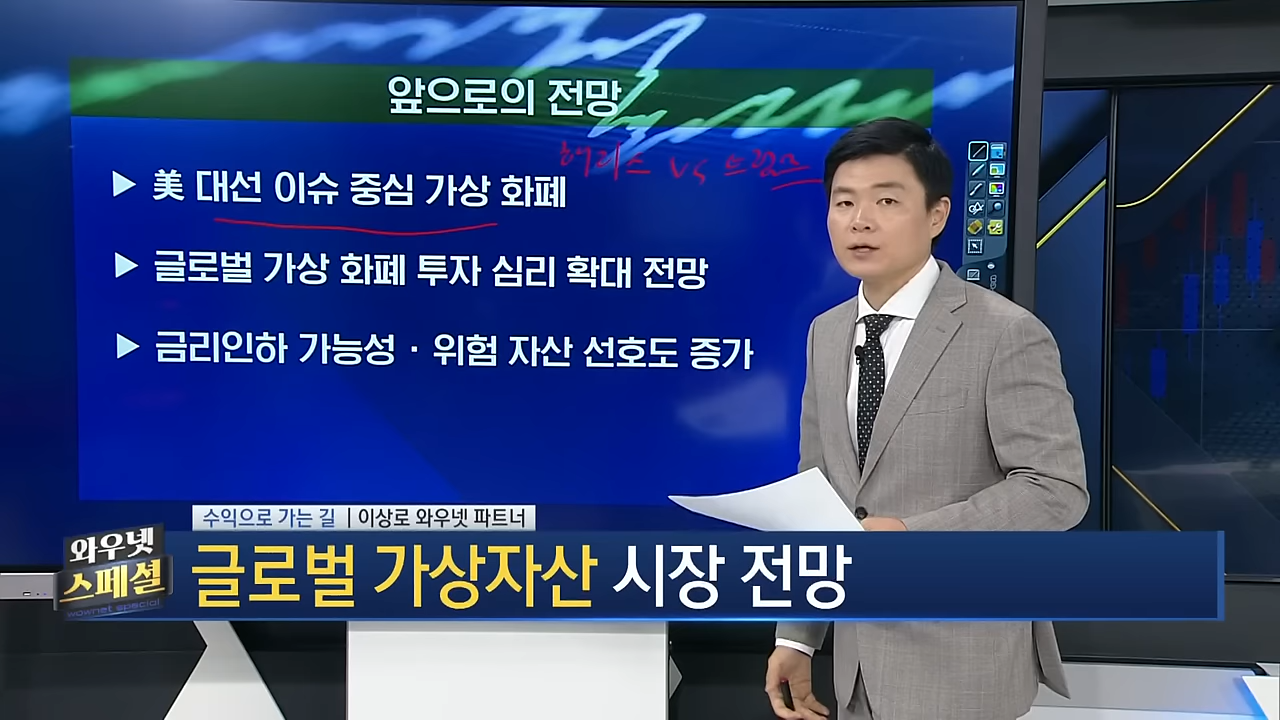 앞으로의 전망
해리스 vs 트럼프
▶ 美 대선 이슈 중심 가상 화폐
▶ 글로벌 가상 화폐 투자 심리 확대 전망
▶ 금리인하 가능성 · 위험 자산 선호도 증가
수익으로 가는 길 | 이상로 와우넷 파트너
와우넷
스페셜
wownet special
글로벌 가상자산 시장 전망